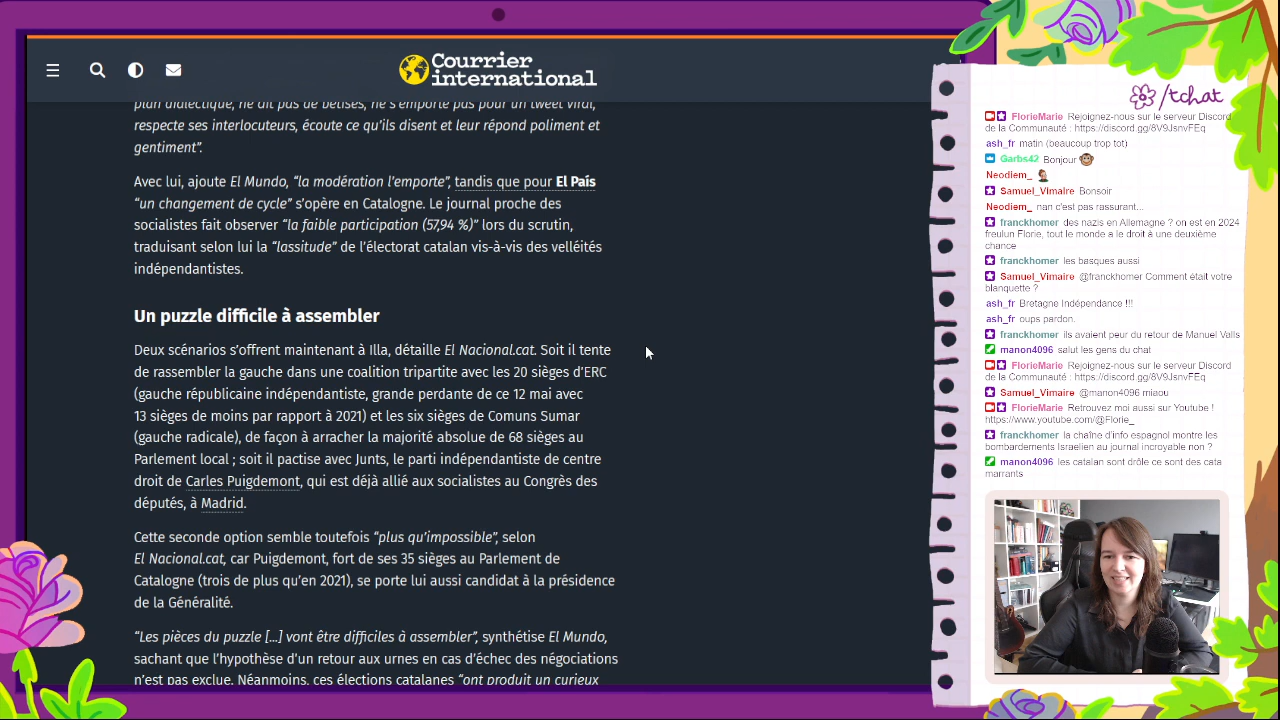 Courrier
international
plan dialectique, ne dit pas de bêtises, ne s'emporte pas pour un tweet viral,
respecte ses interlocuteurs, écoute ce qu'ils disent et leur répond poliment et
gentiment”.
Avec lui, ajoute El Mundo, “la modération l'emporte”, tandis que pour El País
“un changement de cycle” s'opère en Catalogne. Le journal proche des
socialistes fait observer “la faible participation (57,94 %)” lors du scrutin,
traduisant selon lui la “lassitude” de l'électorat catalan vis-à-vis des velléités
indépendantistes.
Un puzzle difficile à assembler
Deux scénarios s'offrent maintenant à Illa, détaille El Nacional.cat. Soit il tente
de rassembler la gauche dans une coalition tripartite avec les 20 sièges d'ERC
(gauche républicaine indépendantiste, grande perdante de ce 12 mai avec
13 sièges de moins par rapport à 2021) et les six sièges de Comuns Sumar
(gauche radicale), de façon à afficher la majorité absolue de 68 sièges au
Parlement local ; soit il pense à Junts, le parti indépendantiste de centre
droit de Carles Puigdemont, qui est déjà allié aux socialistes au Congrès des
députés, à Madrid.
Cette seconde option semble toutefois “plus qu'impossible”, selon
El Nacional.cat, car Puigdemont, fort de ses 35 sièges au Parlement de
Catalogne (trois de plus qu'en 2021), se porte lui aussi candidat à la présidence
de la Généralité.
“Les pièces du puzzle [...] vont être difficiles à assembler”, synthétise El Mundo,
sachant que l'hypothèse d'un retour aux urnes en cas d'échec des négociations
n'est pas exclue. Néanmoins, ces élections catalanes “ont produit un curieux
/tchat
FlorieMarie Rejoignez-nous sur le serveur Discord
de la Communauté : https://discord.gg/8V9JsnvFEq
ash_fr matin (beaucoup trop tot)
Garbs42 Bonjour
Neodiem_
Samuel_Vimaire Bonsoir
Neodiem_ nan c'est pas rassurant...
franckhomer des nazis en Allemagne ? on est en 2024
freulun Florie, tout le monde a le droit à une deuxième
chance
franckhomer les basques aussi
Samuel_Vimaire @franckhomer Comment était votre
blanquette ?
ash_fr Bretagne Indépendance !!!
ash_fr oups pardon.
franckhomer ils avaient peur du retour de Manuel Valls
manon4096 salut les gens du chat
FlorieMarie Rejoignez-nous sur le serveur Discord
de la Communauté : https://discord.gg/8V9JsnvFEq
Samuel_Vimaire @manon4096 miaou
FlorieMarie Retrouvez moi aussi sur Youtube !
https://www.youtube.com/@Florie_
franckhomer la chaîne d'info espagnol montre les
bombardements Israelien au journal incroyable non ?
manon4096 les catalan sont drôle ce sont des cata
marrants